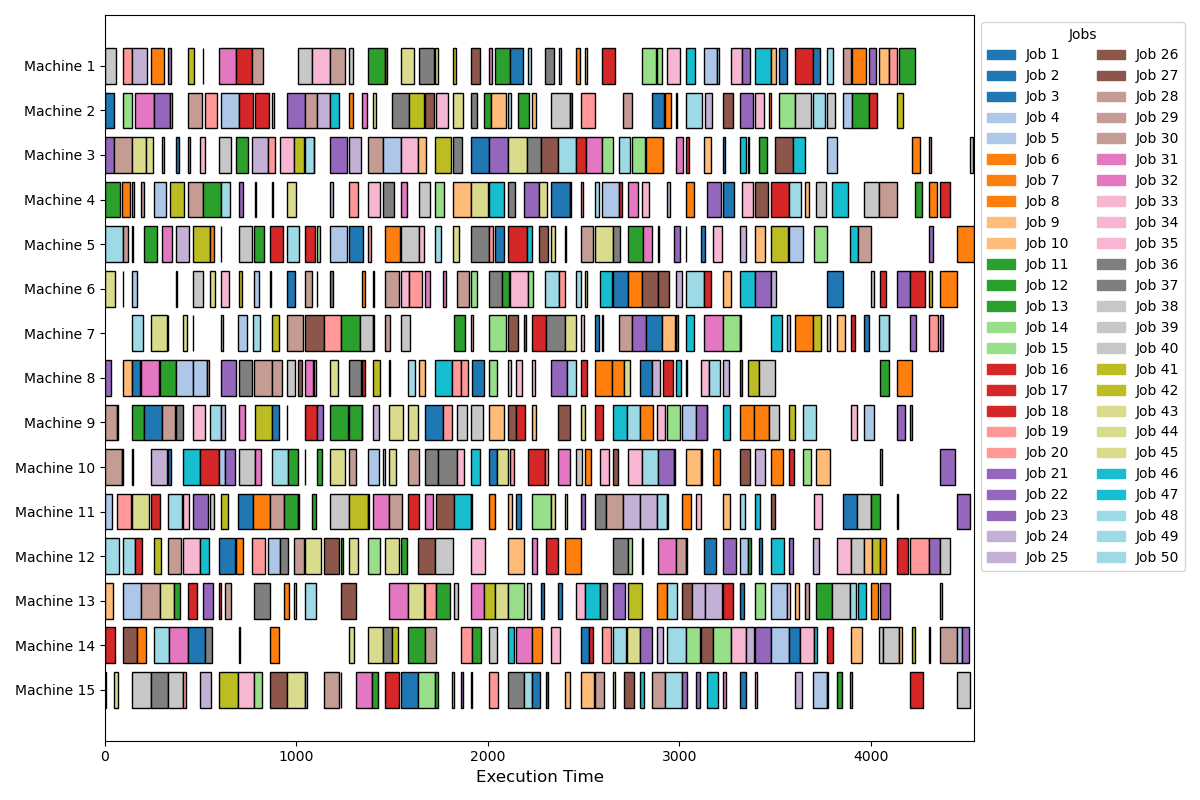 Machine 1
Machine 2
Machine 3
Machine 4
Machine 5
Machine 6
Machine 7
Machine 8
Machine 9
Machine 10
Machine 11
Machine 12
Machine 13
Machine 14
Machine 15
0 1000 2000 3000 4000
Execution Time
Jobs
Job 1
Job 2
Job 3
Job 4
Job 5
Job 6
Job 7
Job 8
Job 9
Job 10
Job 11
Job 12
Job 13
Job 14
Job 15
Job 16
Job 17
Job 18
Job 19
Job 20
Job 21
Job 22
Job 23
Job 24
Job 25
Job 26
Job 27
Job 28
Job 29
Job 30
Job 31
Job 32
Job 33
Job 34
Job 35
Job 36
Job 37
Job 38
Job 39
Job 40
Job 41
Job 42
Job 43
Job 44
Job 45
Job 46
Job 47
Job 48
Job 49
Job 50